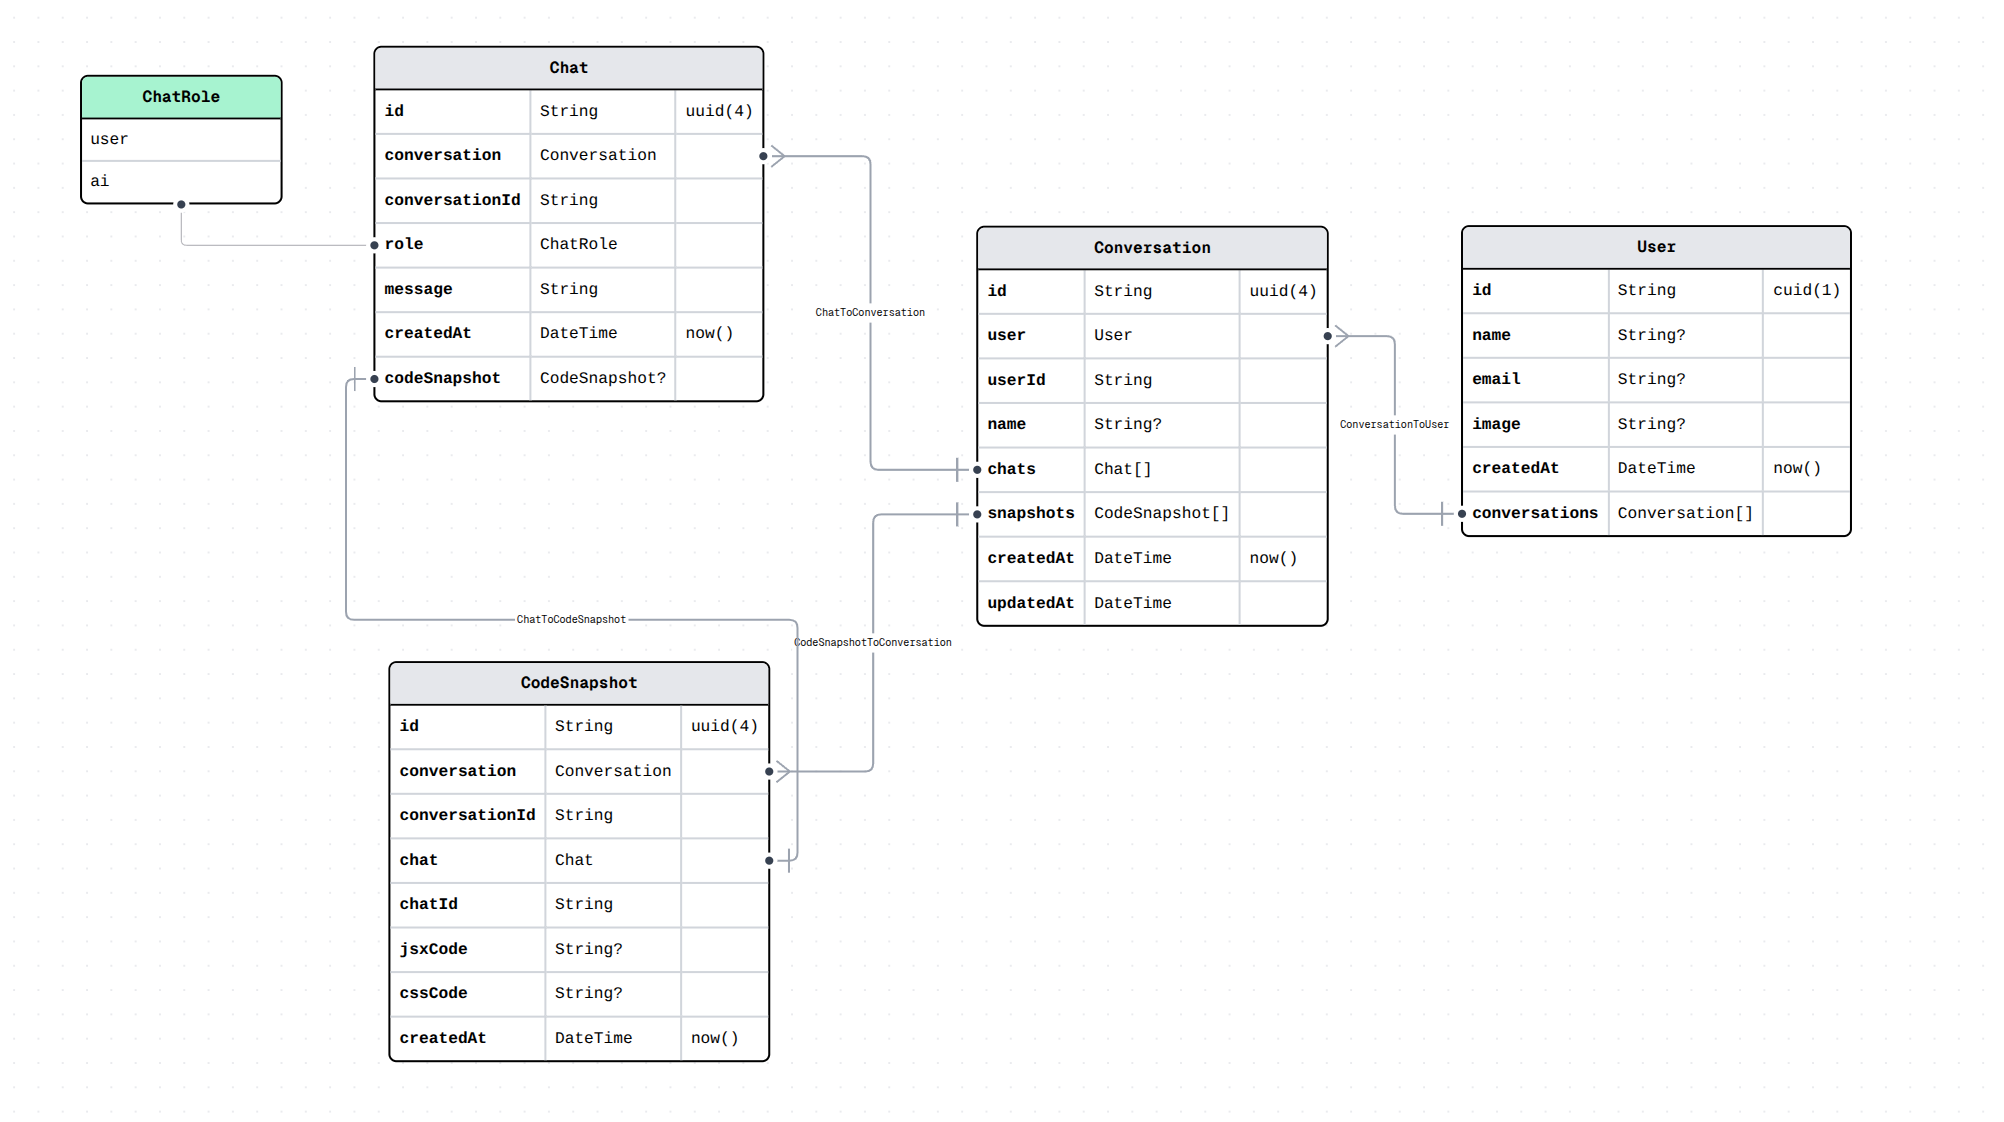 ChatRole
user
ai
Chat
id String uuid(4)
conversation Conversation
conversationId String
role ChatRole
message String
createdAt DateTime now()
codeSnapshot CodeSnapshot?
ChatToConversation
Conversation
id String uuid(4)
user User
userId String
name String?
chats Chat[]
snapshots CodeSnapshot[]
createdAt DateTime now()
updatedAt DateTime
ConversationToUser
User
id String cuid(1)
name String?
email String?
image String?
createdAt DateTime now()
conversations Conversation[]
ChatToCodeSnapshot
CodeSnapshotToConversation
CodeSnapshot
id String uuid(4)
conversation Conversation
conversationId String
chat Chat
chatId String
jsxCode String?
cssCode String?
createdAt DateTime now()